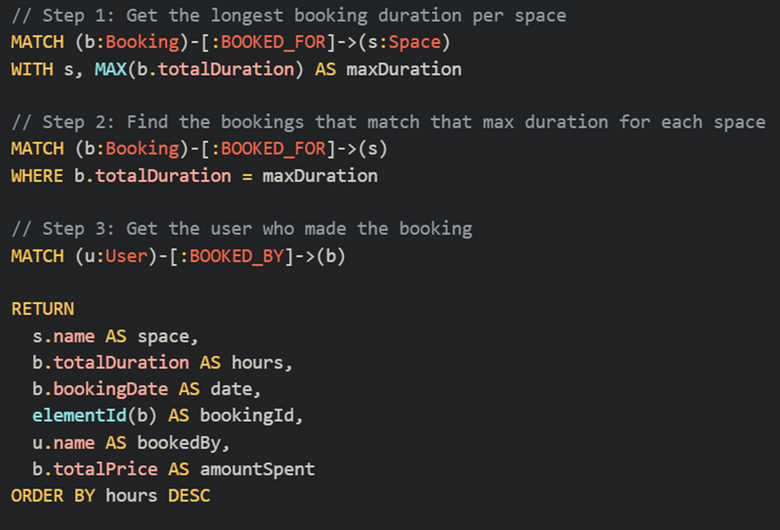 // Step 1: Get the longest booking duration per space
MATCH (b:Booking)-[:BOOKED_FOR]->(s:Space)
WITH s, MAX(b.totalDuration) AS maxDuration
// Step 2: Find the bookings that match that max duration for each space
MATCH (b:Booking)-[:BOOKED_FOR]->(s)
WHERE b.totalDuration = maxDuration
// Step 3: Get the user who made the booking
MATCH (u:User)-[:BOOKED_BY]->(b)
RETURN
s.name AS space,
b.totalDuration AS hours,
b.bookingDate AS date,
elementId(b) AS bookingId,
u.name AS bookedBy,
b.totalPrice AS amountSpent
ORDER BY hours DESC